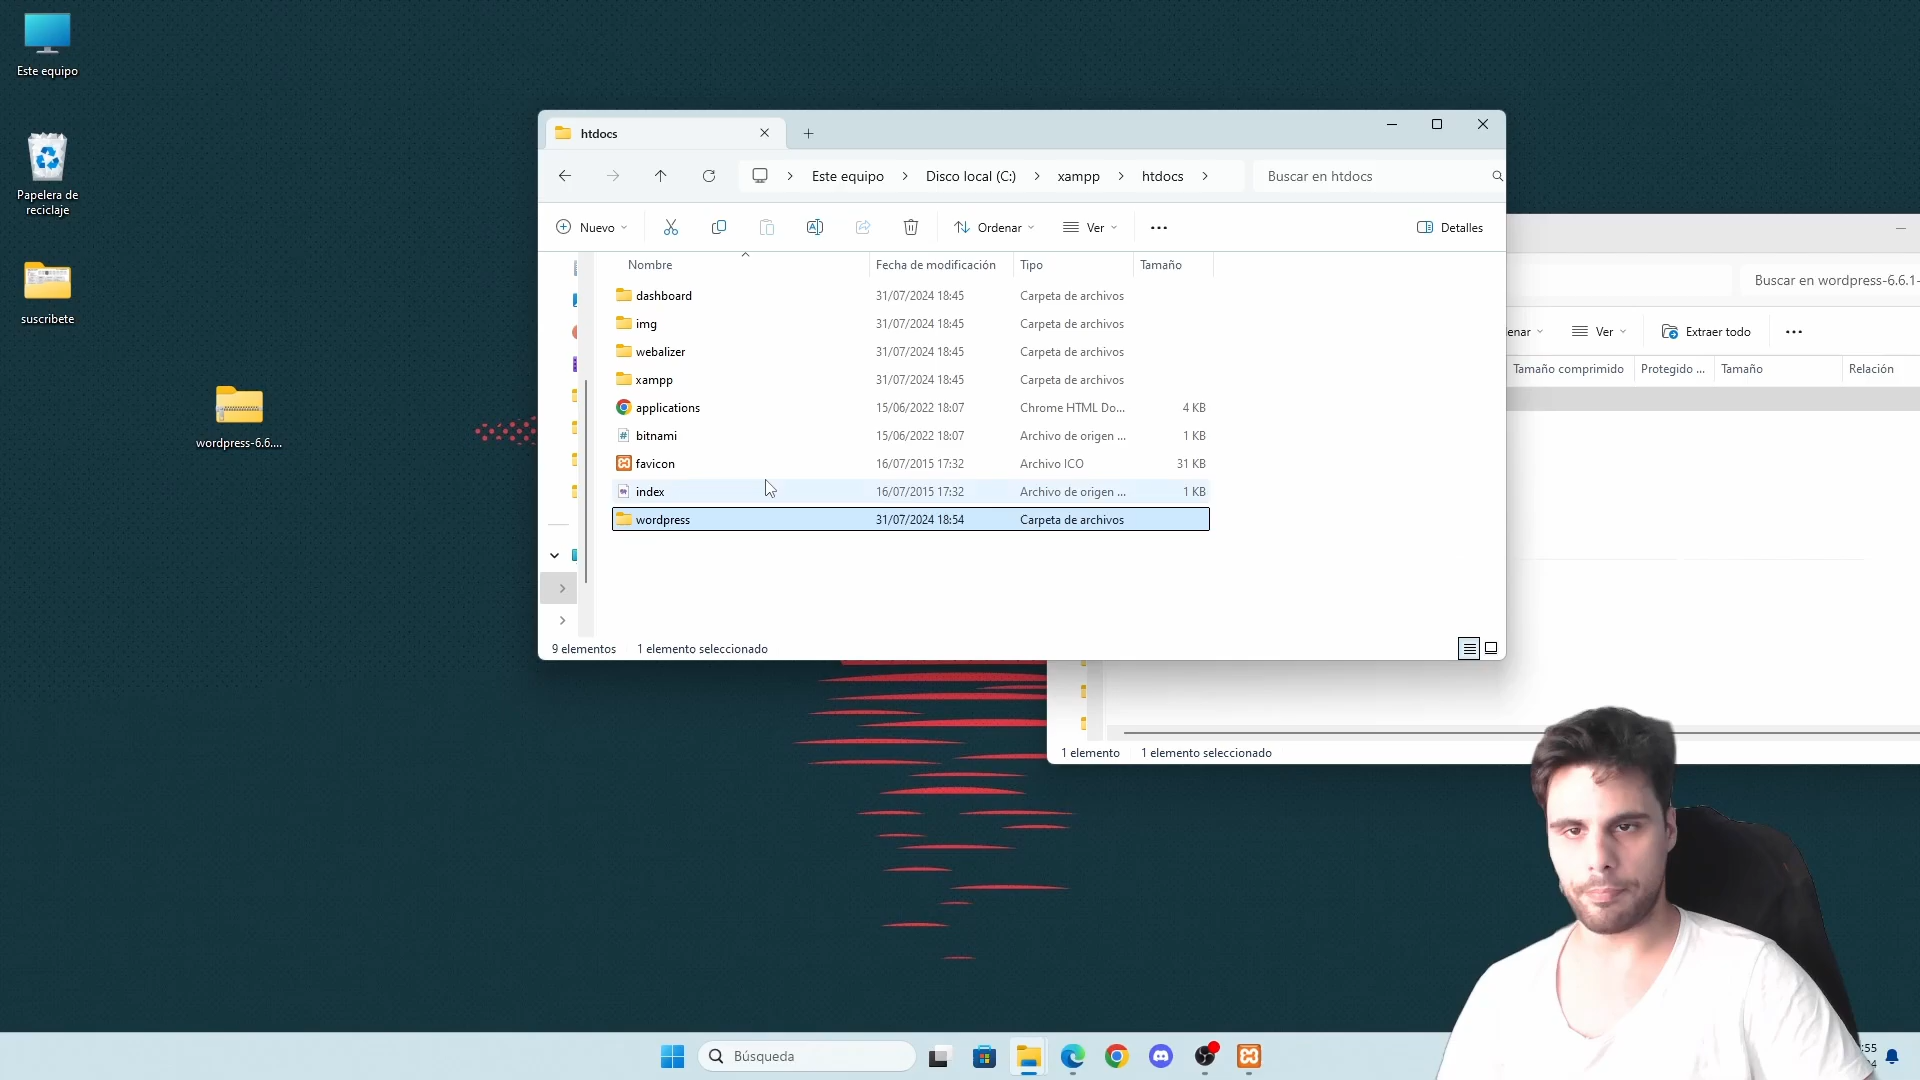 Este equipo
Papelera de
reciclaje
suscribete
wordpress-6.6....
htdocs
Este equipo
Disco local (C:)
xampp
htdocs
Buscar en htdocs
Nuevo
Ordenar
Ver
Detalles
Nombre
Fecha de modificación
Tipo
Tamaño
dashboard 31/07/2024 18:45 Carpeta de archivos
img 31/07/2024 18:45 Carpeta de archivos
webalizer 31/07/2024 18:45 Carpeta de archivos
xampp 31/07/2024 18:45 Carpeta de archivos
applications 15/06/2022 18:07 Chrome HTML Do... 4 KB
bitnami 15/06/2022 18:07 Archivo de origen ... 1 KB
favicon 16/07/2015 17:32 Archivo ICO 31 KB
index 16/07/2015 17:32 Archivo de origen ... 1 KB
wordpress 31/07/2024 18:54 Carpeta de archivos
9 elementos 1 elemento seleccionado
Buscar en wordpress-6.6.1-
enar
Ver
Extraer todo
Tamaño comprimido
Protegido ...
Tamaño
Relación
1 elemento 1 elemento seleccionado
Búsqueda
:55